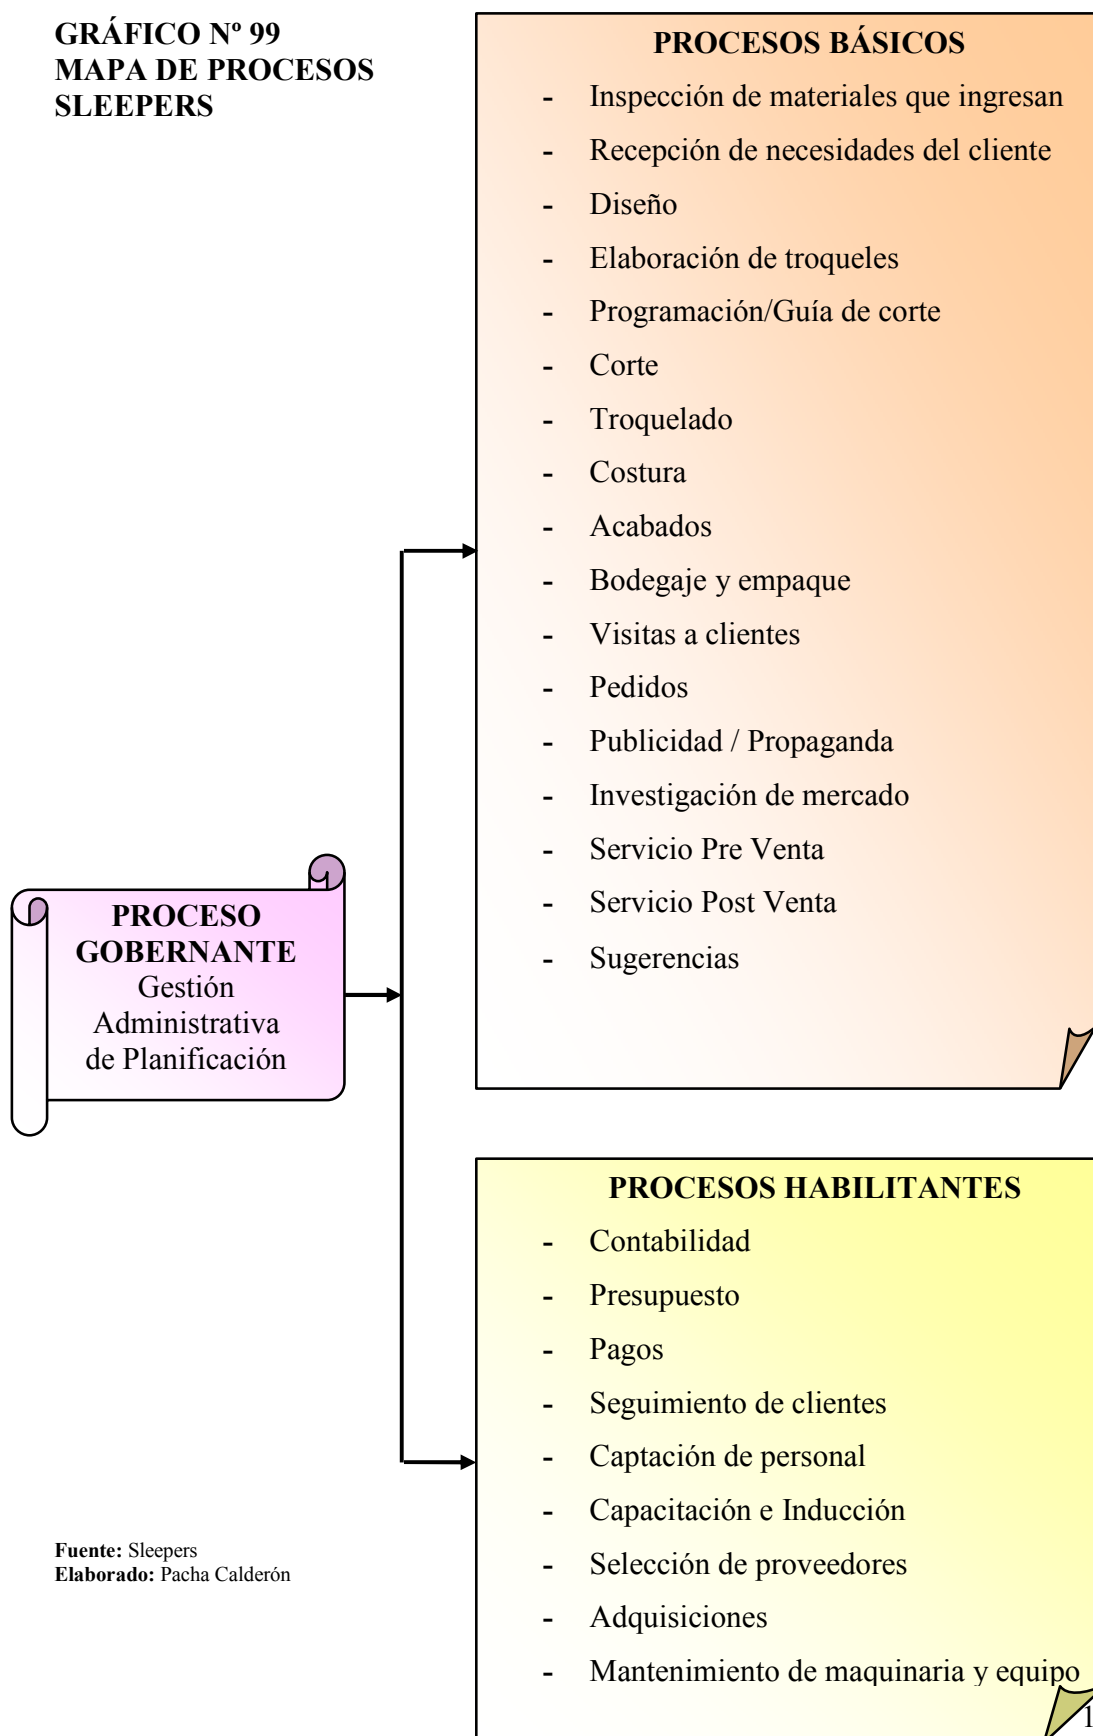 GRÁFICO Nº 99
MAPA DE PROCESOS
SLEEPERS
PROCESOS BÁSICOS
- Inspección de materiales que ingresan
- Recepción de necesidades del cliente
- Diseño
- Elaboración de troqueles
- Programación/Guía de corte
- Corte
- Troquelado
- Costura
- Acabados
- Bodegaje y empaque
- Visitas a clientes
- Pedidos
- Publicidad / Propaganda
- Investigación de mercado
- Servicio Pre Venta
- Servicio Post Venta
- Sugerencias
PROCESO
GOBERNANTE
Gestión
Administrativa
de Planificación
PROCESOS HABILITANTES
- Contabilidad
- Presupuesto
- Pagos
- Seguimiento de clientes
- Captación de personal
- Capacitación e Inducción
- Selección de proveedores
- Adquisiciones
- Mantenimiento de maquinaria y equipo
Fuente: Sleepers
Elaborado: Pacha Calderón